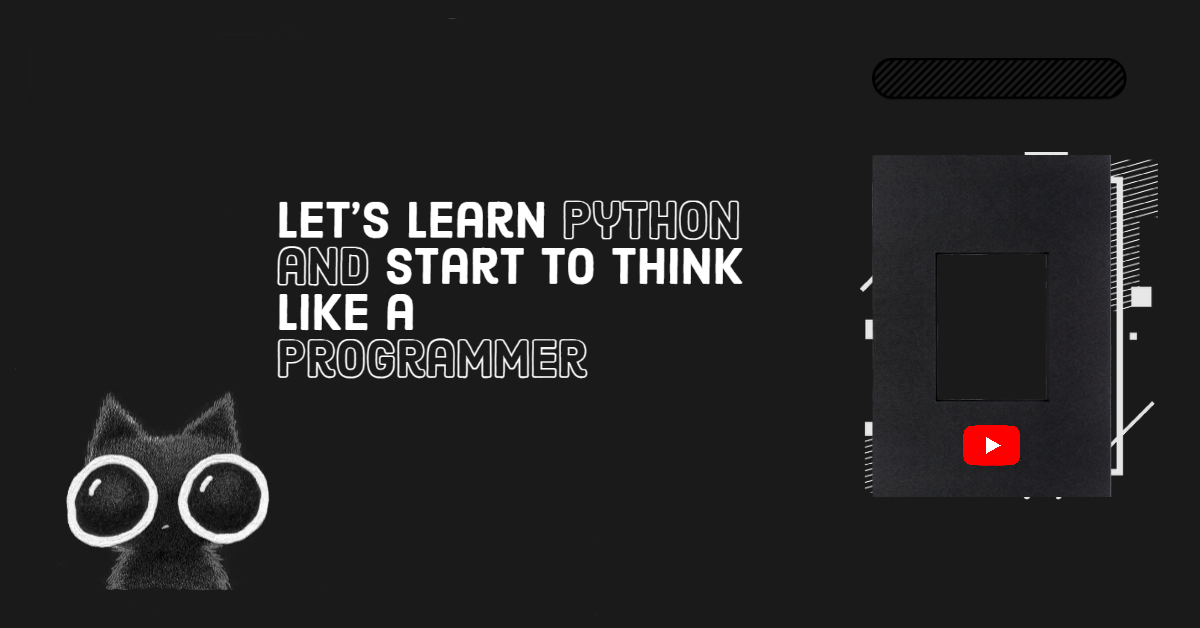 LET'S LEARN PYTHON
AND START TO THINK
LIKE A
PROGRAMMER